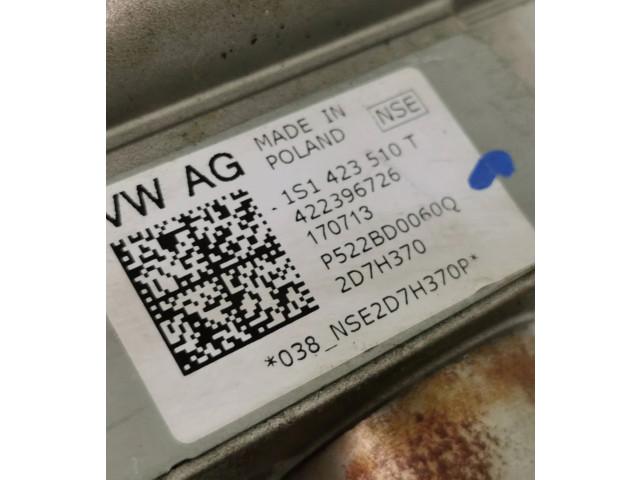 VW AG
MADE IN
POLAND
NSE
1S1 423 510 T
422396726
170713
P522BD0060Q
2D7H370
*038_NSE2D7H370P*